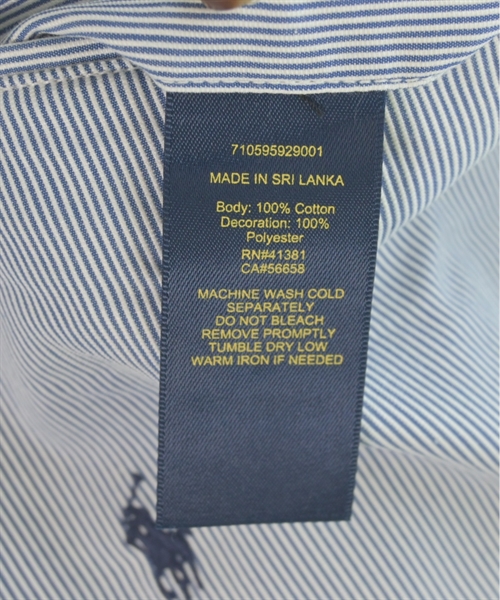 710595929001
MADE IN SRI LANKA
Body: 100% Cotton
Decoration: 100%
Polyester
RN#41381
CA#56658
MACHINE WASH COLD
SEPARATELY
DO NOT BLEACH
REMOVE PROMPTLY
TUMBLE DRY LOW
WARM IRON IF NEEDED